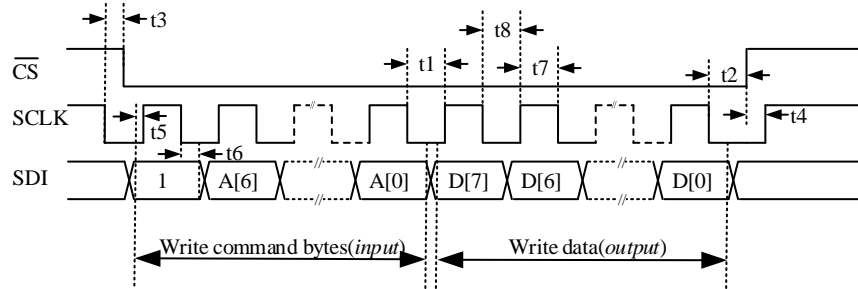 t3
t8
CS
t1
t7
t2
SCLK
t5
t4
t6
SDI
1
A[6]
A[0]
D[7]
D[6]
D[0]
Write command bytes(input)
Write data(output)